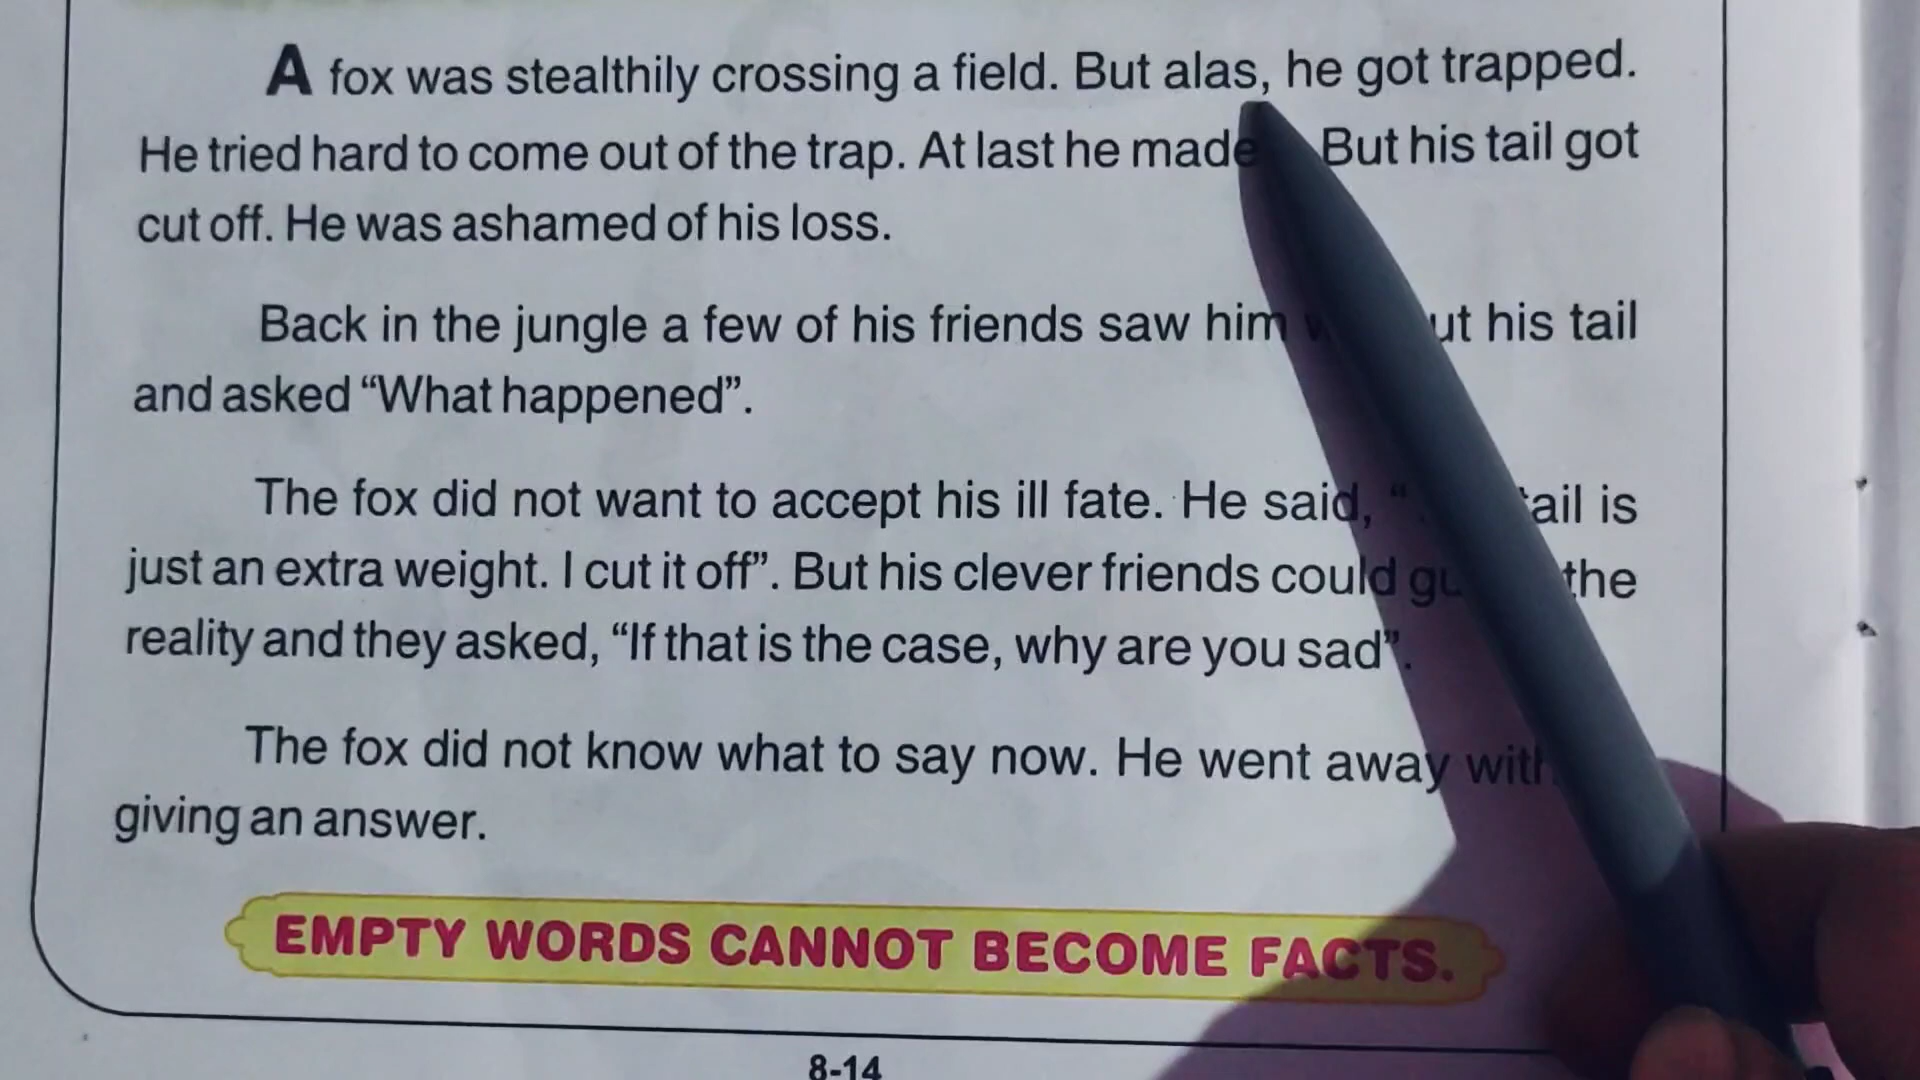 A fox was stealthily crossing a field. But alas, he got trapped.
He tried hard to come out of the trap. At last he made But his tail got
cut off. He was ashamed of his loss.
Back in the jungle a few of his friends saw him his tail
and asked “What happened”.
The fox did not want to accept his ill fate. He said, “ tail is
just an extra weight. I cut it off”. But his clever friends could the
reality and they asked, “If that is the case, why are you sad”.
The fox did not know what to say now. He went away
giving an answer.
EMPTY WORDS CANNOT BECOME FACTS.
8-14